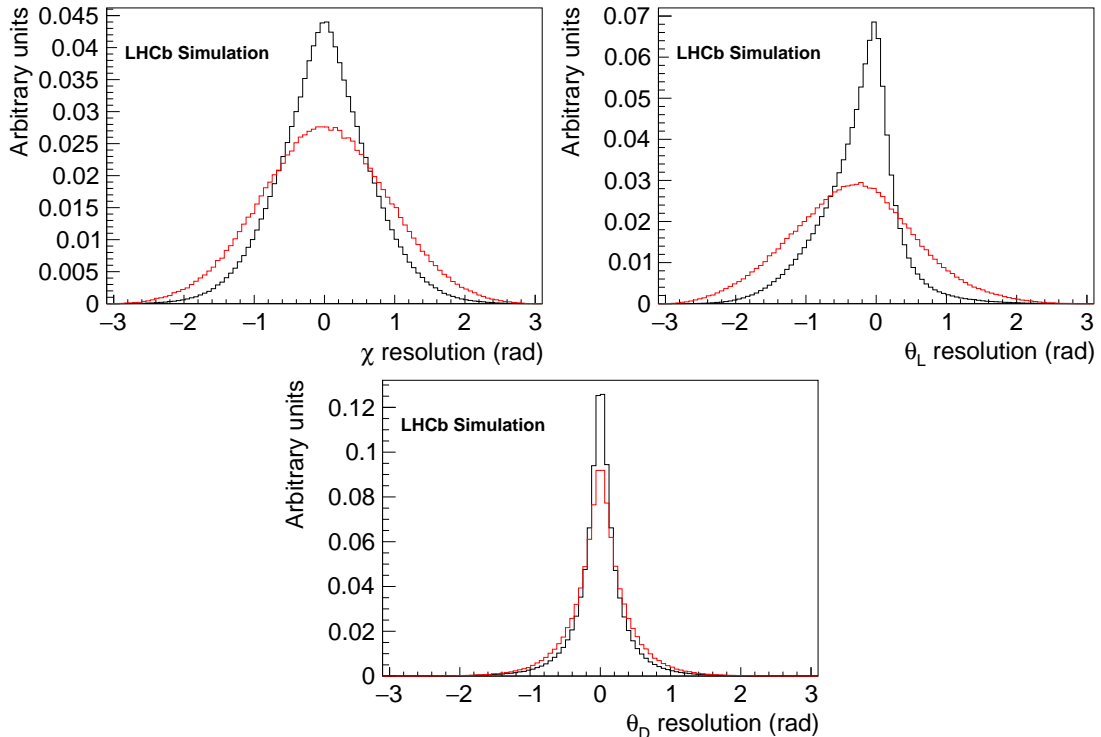 Arbitrary units
0.045
0.04
0.035
0.03
0.025
0.02
0.015
0.01
0.005
0
LHCb Simulation
−3 −2 −1 0 1 2 3
χ resolution (rad)
Arbitrary units
0.07
0.06
0.05
0.04
0.03
0.02
0.01
0
LHCb Simulation
−3 −2 −1 0 1 2 3
θL resolution (rad)
Arbitrary units
0.12
0.1
0.08
0.06
0.04
0.02
0
LHCb Simulation
−3 −2 −1 0 1 2 3
θD resolution (rad)